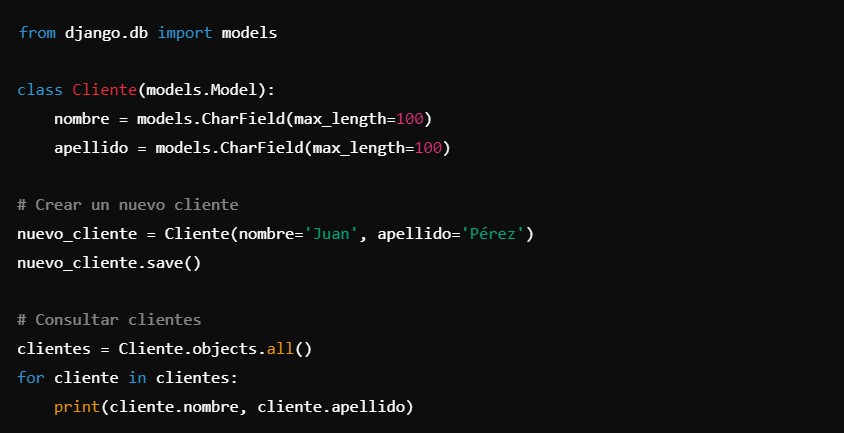 from django.db import models
class Cliente(models.Model):
    nombre = models.CharField(max_length=100)
    apellido = models.CharField(max_length=100)
# Crear un nuevo cliente
nuevo_cliente = Cliente(nombre='Juan', apellido='Pérez')
nuevo_cliente.save()
# Consultar clientes
clientes = Cliente.objects.all()
for cliente in clientes:
    print(cliente.nombre, cliente.apellido)